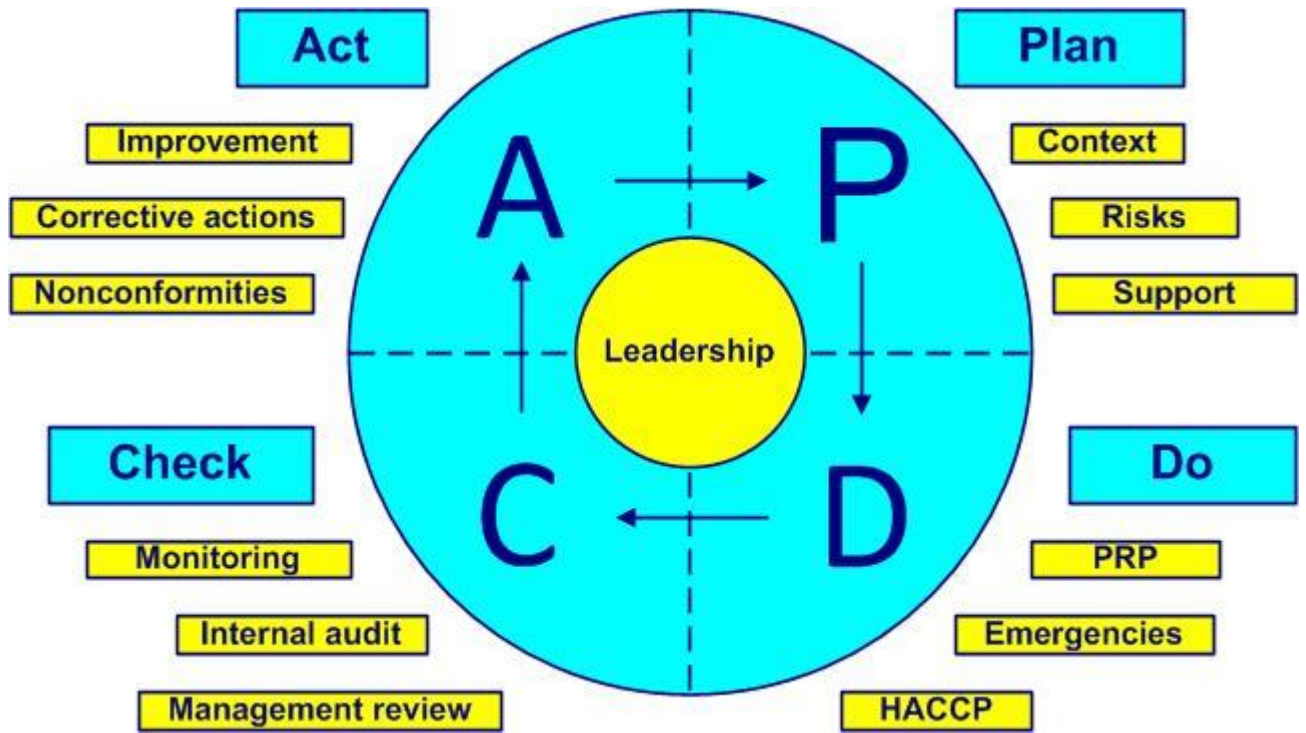 Act
Plan
Improvement
Context
Corrective actions
Risks
Nonconformities
Support
A
P
Leadership
C
D
Check
Do
Monitoring
PRP
Internal audit
Emergencies
Management review
HACCP